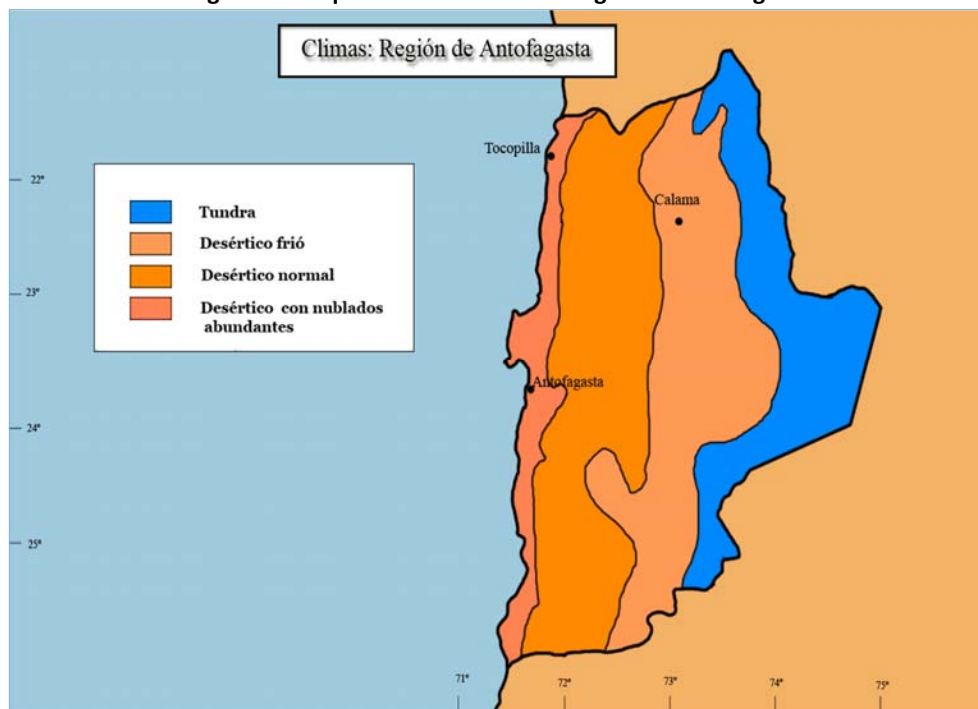 Climas: Región de Antofagasta
Tocopilla
22°
Calama
Tundra
Desértico frió
Desértico normal
23°
Desértico con nublados
abundantes
Antofagasta
24°
25°
71° 72° 73° 74° 75°